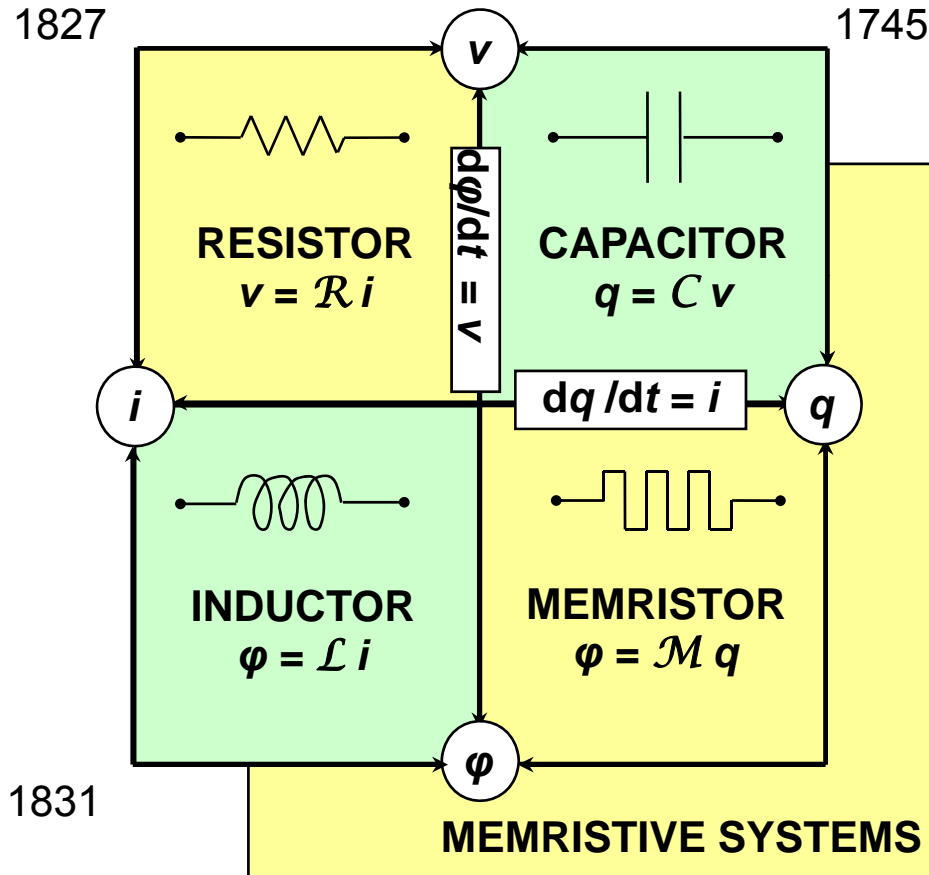 1827
1745
v
RESISTOR
v = ℛ i
dφ/dt = v
CAPACITOR
q = C v
i
dq /dt = i
q
INDUCTOR
φ = ℒ i
MEMRISTOR
φ = ℳ q
φ
1831
MEMRISTIVE SYSTEMS